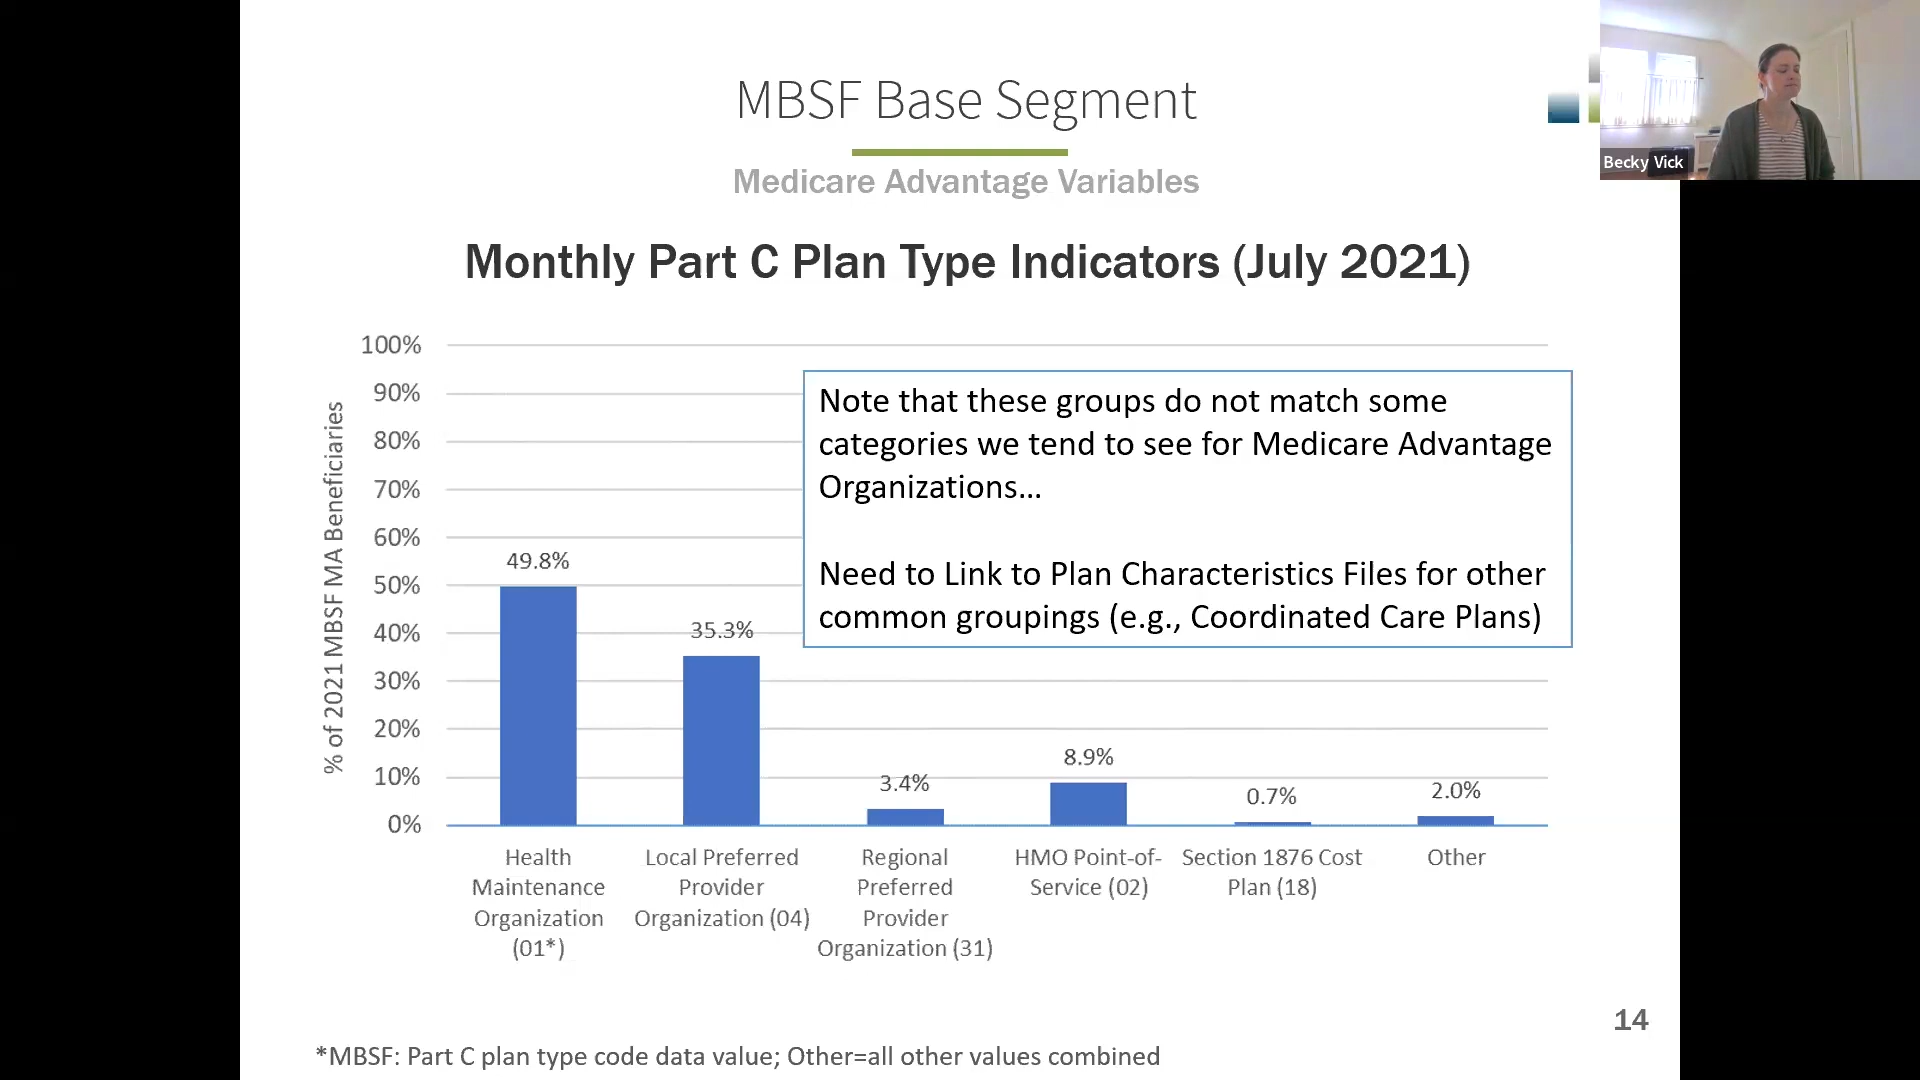 MBSF Base Segment
Becky Vick
Medicare Advantage Variables
Monthly Part C Plan Type Indicators (July 2021)
% of 2021 MBSF MA Beneficiaries
100%
90%
80%
70%
60%
50%
40%
30%
20%
10%
0%
Note that these groups do not match some
categories we tend to see for Medicare Advantage
Organizations...
Need to Link to Plan Characteristics Files for other
common groupings (e.g., Coordinated Care Plans)
49.8%
35.3%
3.4%
8.9%
0.7%
2.0%
Health
Maintenance
Organization
(01*)
Local Preferred
Provider
Organization (04)
Regional
Preferred
Provider
Organization (31)
HMO Point-of-
Service (02)
Section 1876 Cost
Plan (18)
Other
14
*MBSF: Part C plan type code data value; Other=all other values combined